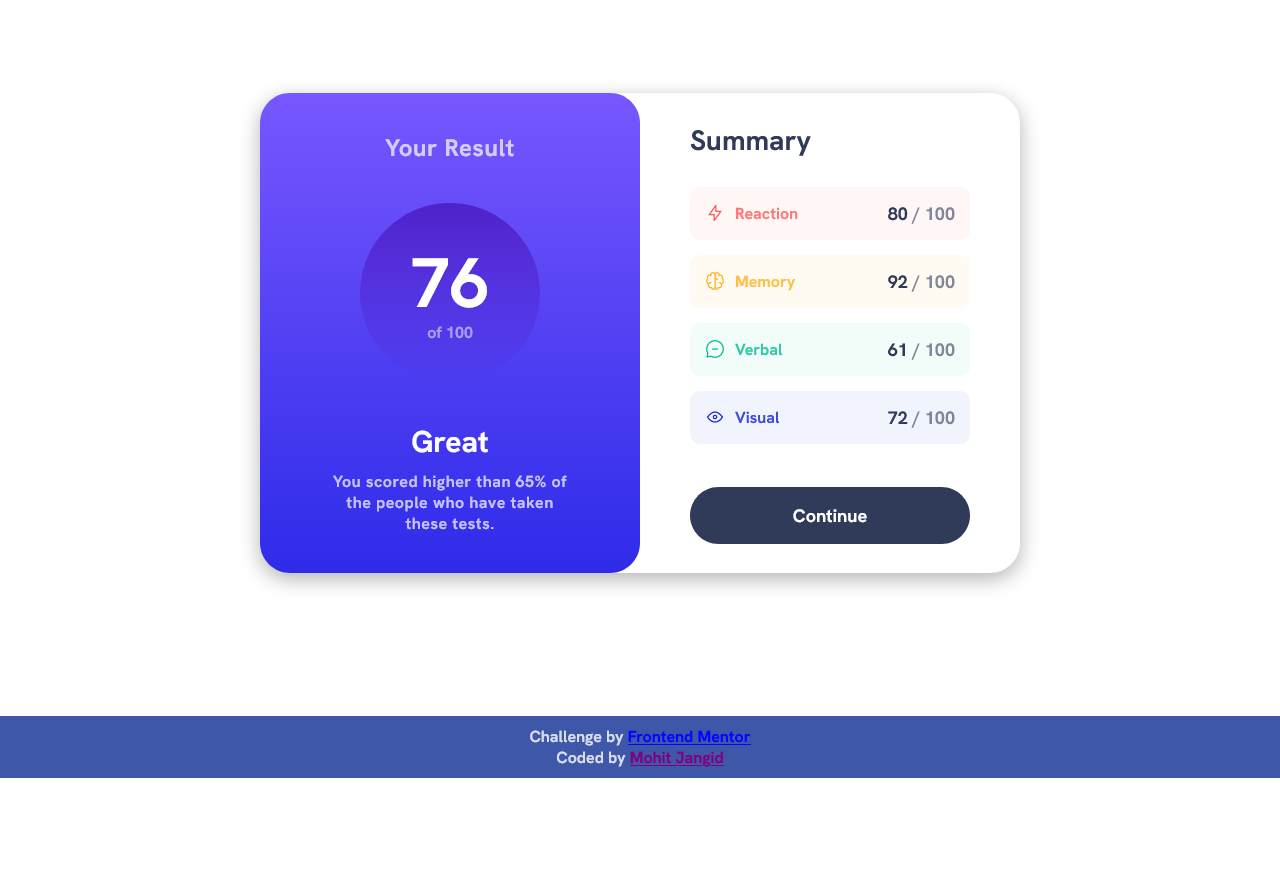 Your Result
76
of 100
Great
You scored higher than 65% of
the people who have taken
these tests.
Summary
Reaction 80 / 100
Memory 92 / 100
Verbal 61 / 100
Visual 72 / 100
Continue
Challenge by Frontend Mentor
Coded by Mohit Jangid